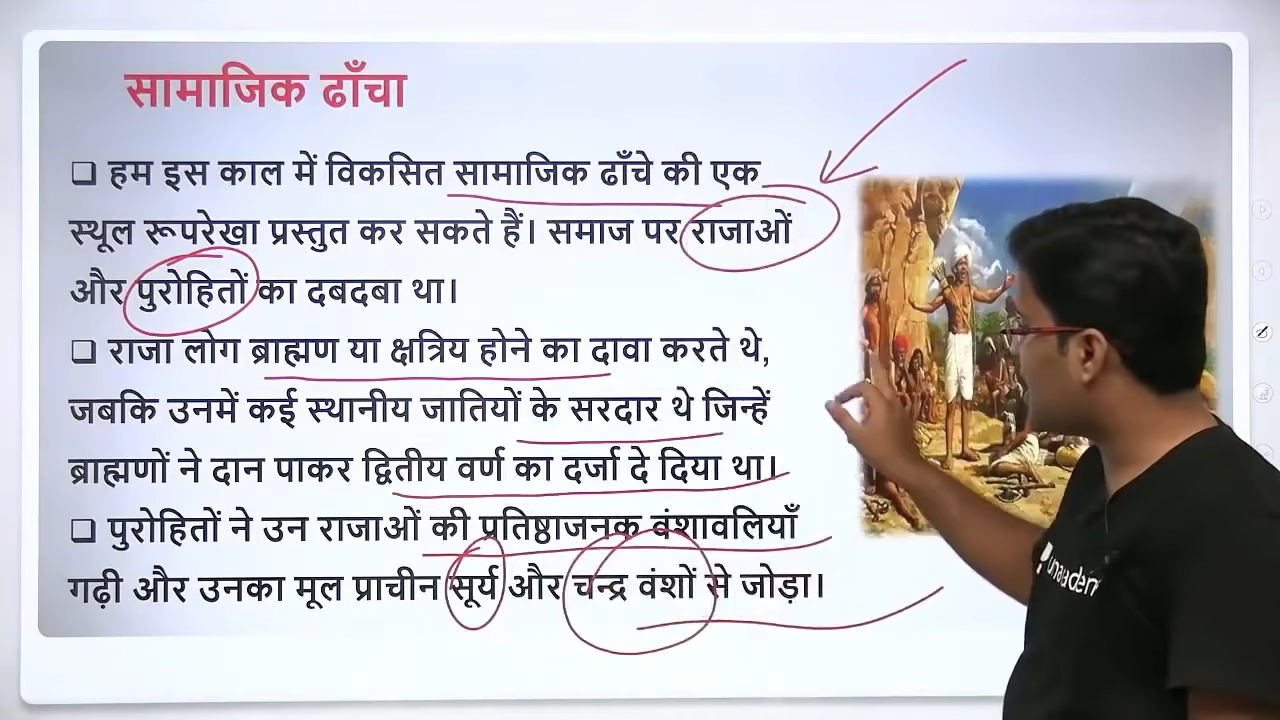 सामाजिक ढाँचा
❑ हम इस काल में विकसित सामाजिक ढाँचे की एक
स्थूल रूपरेखा प्रस्तुत कर सकते हैं। समाज पर राजाओं
और पुरोहितों का दबदबा था।
❑ राजा लोग ब्राह्मण या क्षत्रिय होने का दावा करते थे,
जबकि उनमें कई स्थानीय जातियों के सरदार थे जिन्हें
ब्राह्मणों ने दान पाकर द्वितीय वर्ण का दर्जा दे दिया था।
❑ पुरोहितों ने उन राजाओं की प्रतिष्ठाजनक वंशावलियाँ
गढ़ी और उनका मूल प्राचीन सूर्य और चन्द्र वंशों से जोड़ा।